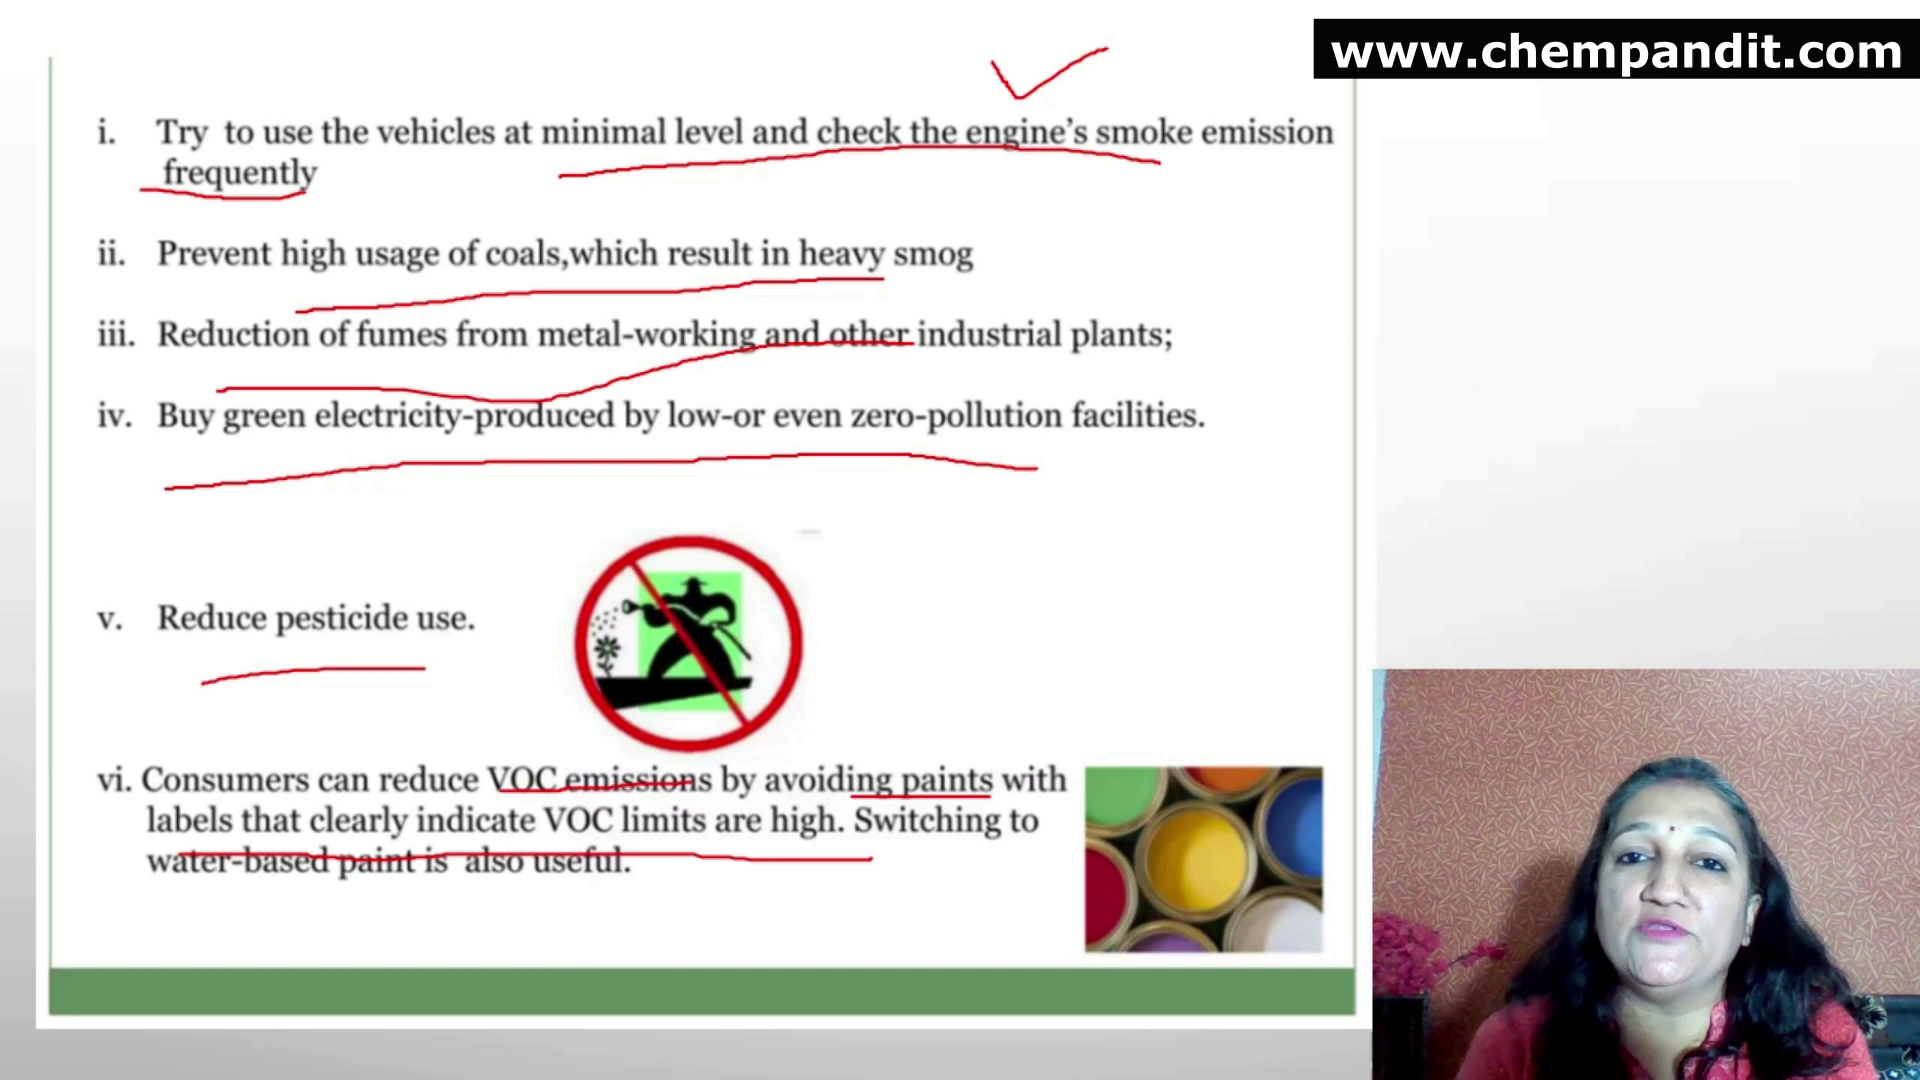 www.chempandit.com
i. Try to use the vehicles at minimal level and check the engine's smoke emission
frequently
ii. Prevent high usage of coals,which result in heavy smog
iii. Reduction of fumes from metal-working and other industrial plants;
iv. Buy green electricity-produced by low-or even zero-pollution facilities.
v. Reduce pesticide use.
vi. Consumers can reduce VOC emissions by avoiding paints with
labels that clearly indicate VOC limits are high. Switching to
water-based paint is also useful.